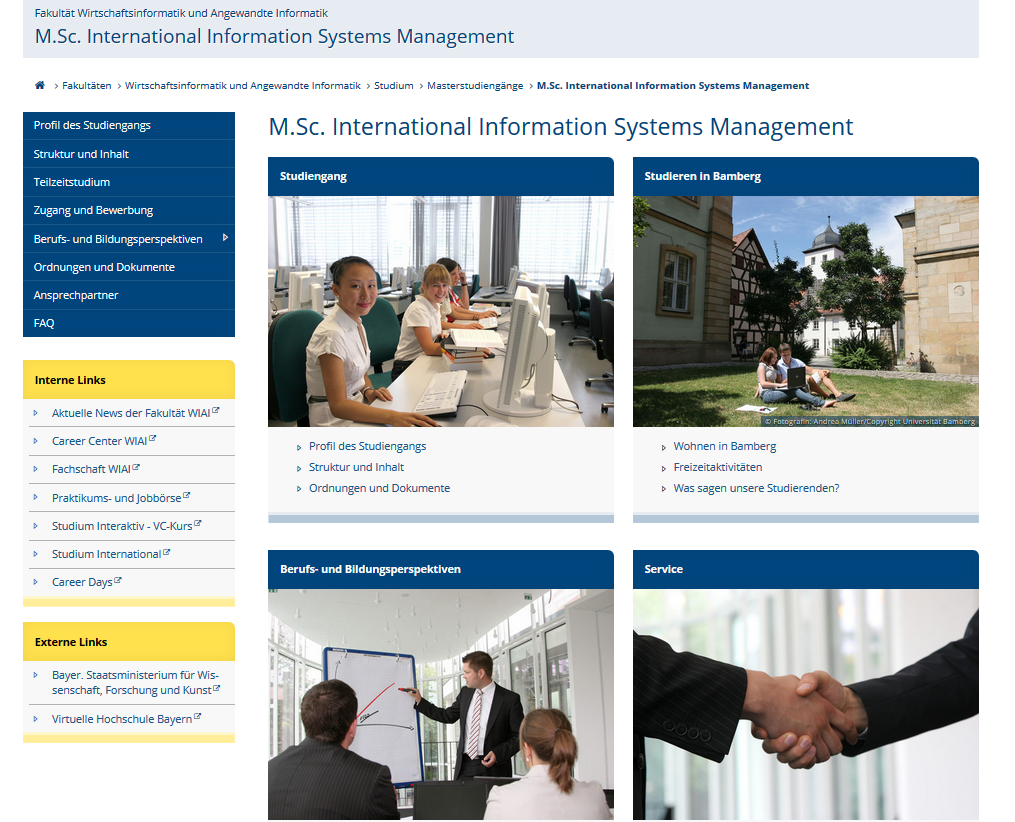 Fakultät Wirtschaftsinformatik und Angewandte Informatik
M.Sc. International Information Systems Management
Fakultäten > Wirtschaftsinformatik und Angewandte Informatik > Studium > Masterstudiengänge > M.Sc. International Information Systems Management
Profil des Studiengangs
Struktur und Inhalt
Teilzeitstudium
Zugang und Bewerbung
Berufs- und Bildungsperspektiven
Ordnungen und Dokumente
Ansprechpartner
FAQ
Interne Links
Aktuelle News der Fakultät WIAI
Career Center WIAI
Fachschaft WIAI
Praktikums- und Jobbörse
Studium Interaktiv - VC-Kurs
Studium International
Career Days
Externe Links
Bayer. Staatsministerium für Wis-
senschaft, Forschung und Kunst
Virtuelle Hochschule Bayern
M.Sc. International Information Systems Management
Studiengang
Profil des Studiengangs
Struktur und Inhalt
Ordnungen und Dokumente
Studieren in Bamberg
© Fotografin: Andrea Müller/Copyright Universität Bamberg
Wohnen in Bamberg
Freizeitaktivitäten
Was sagen unsere Studierenden?
Berufs- und Bildungsperspektiven
Service